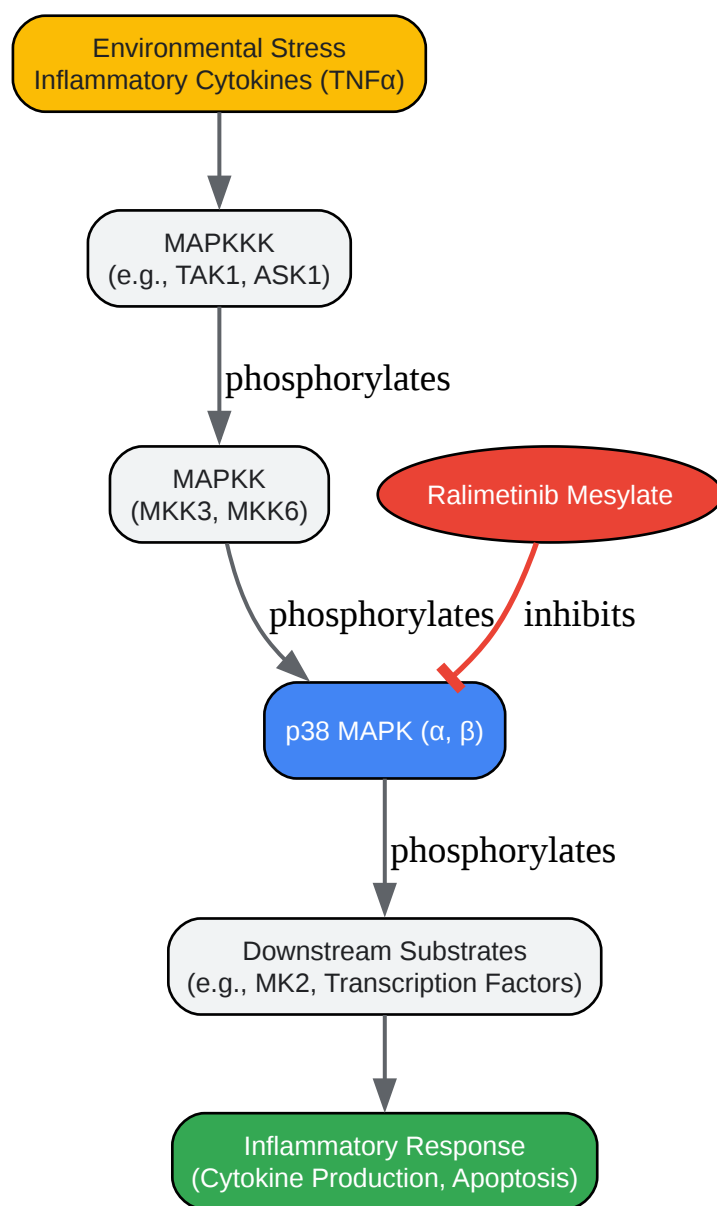 Environmental Stress
Inflammatory Cytokines (TNFα)
MAPKKK
(e.g., TAK1, ASK1)
phosphorylates
MAPKK
(MKK3, MKK6)
Ralimetinib Mesylate
phosphorylates
inhibits
p38 MAPK (α, β)
phosphorylates
Downstream Substrates
(e.g., MK2, Transcription Factors)
Inflammatory Response
(Cytokine Production, Apoptosis)